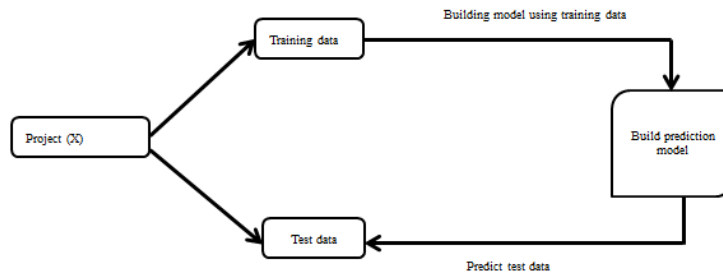 Building model using training data
Training data
Project (X)
Build prediction
model
Test data
Predict test data